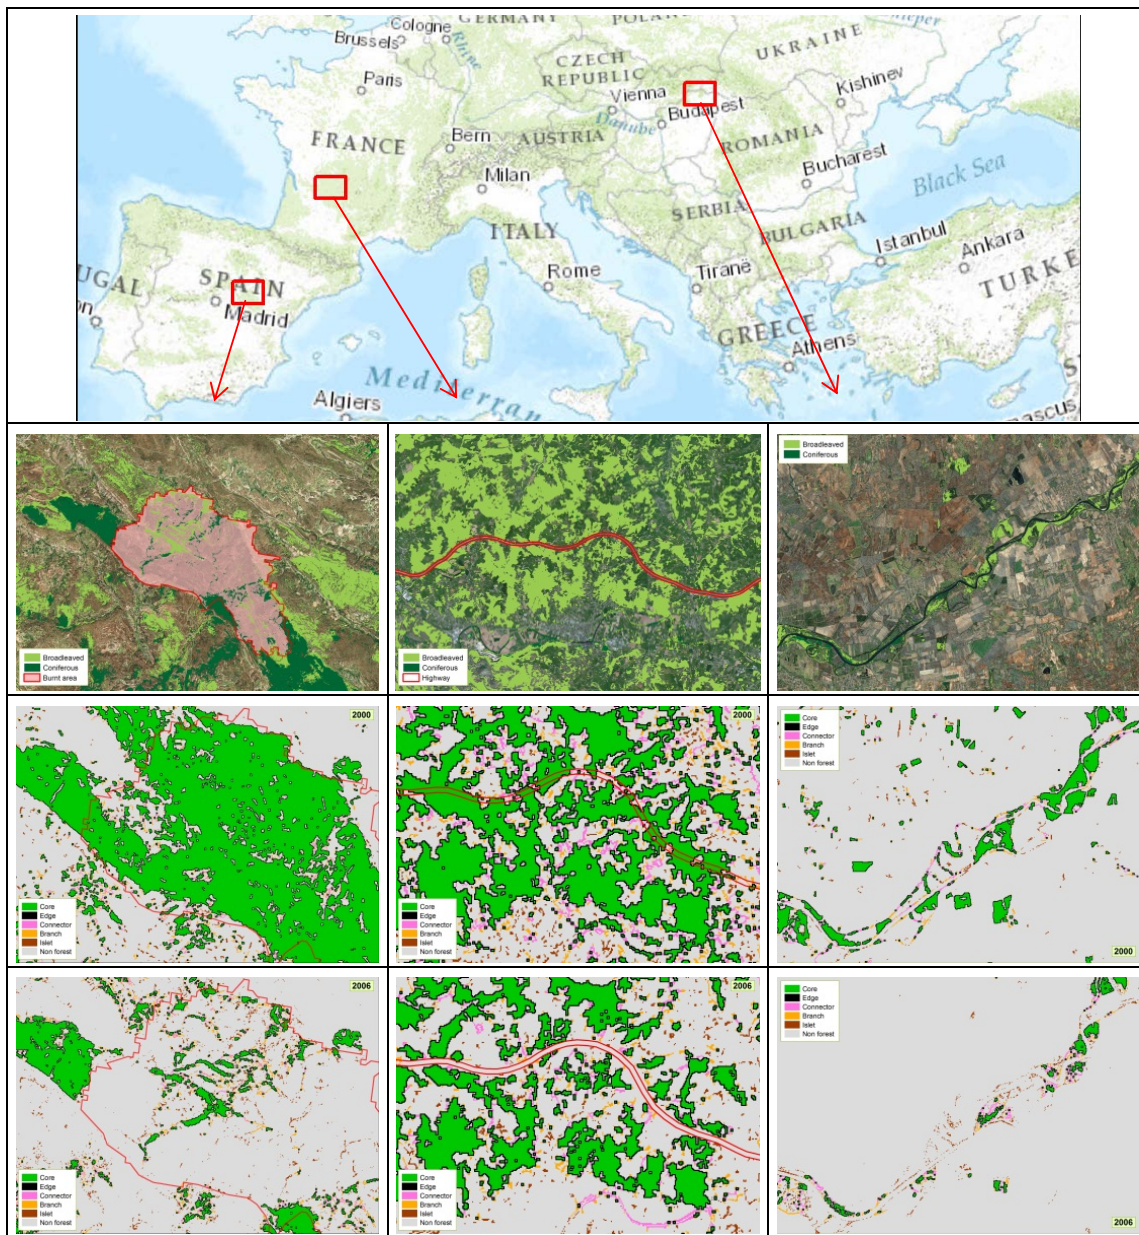 GERMANY
POLAND
Cologne
Brussels
Rhine
CZECH
REPUBLIC
UKRAINE
Paris
Vienna
Kishinev
Danube
Budapest
Bern
AUSTRIA
FRANCE
ROMANIA
Milan
Bucharest
Black Sea
SERBIA
ITALY
BULGARIA
Istanbul
Ankara
Rome
Tiranë
TURKE
UGAL
SPAIN
on
Madrid
GREECE
Athens
Mediterran
Algiers
mascus
Broadleaved
Coniferous
Burnt area
Broadleaved
Coniferous
Highway
Broadleaved
Coniferous
2000
Core
Edge
Connector
Branch
Islet
Non forest
2000
Core
Edge
Connector
Branch
Islet
Non forest
Core
Edge
Connector
Branch
Islet
Non forest
2000
2006
Core
Edge
Connector
Branch
Islet
Non forest
2006
Core
Edge
Connector
Branch
Islet
Non forest
Core
Edge
Connector
Branch
Islet
Non forest
2006